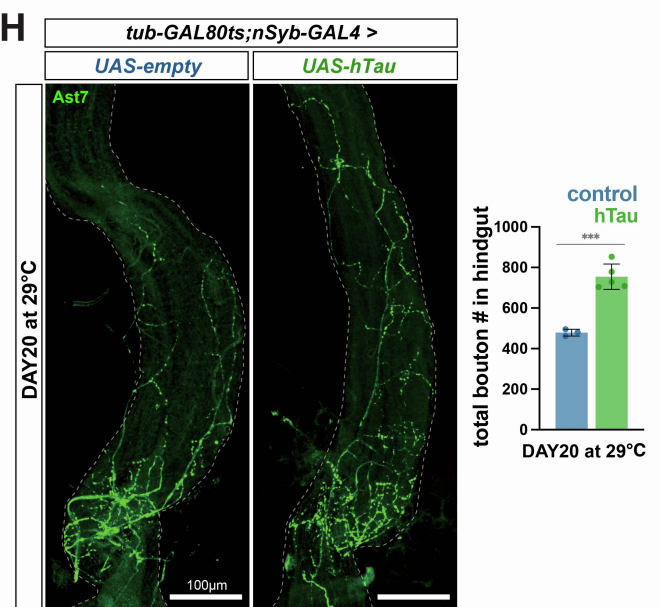 H
tub-GAL80ts;nSyb-GAL4 >
UAS-empty
UAS-hTau
Ast7
DAY20 at 29°C
100μm
control
hTau
total bouton # in hindgut
1000
800
600
400
200
0
***
DAY20 at 29°C